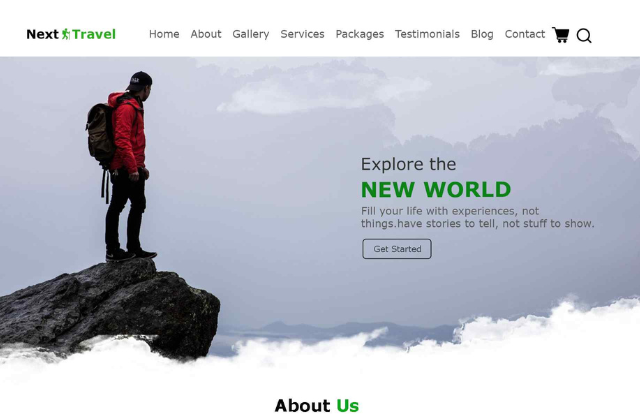 Next Travel
Home About Gallery Services Packages Testimonials Blog Contact
Explore the
NEW WORLD
Fill your life with experiences, not
things.have stories to tell, not stuff to show.
Get Started
About Us